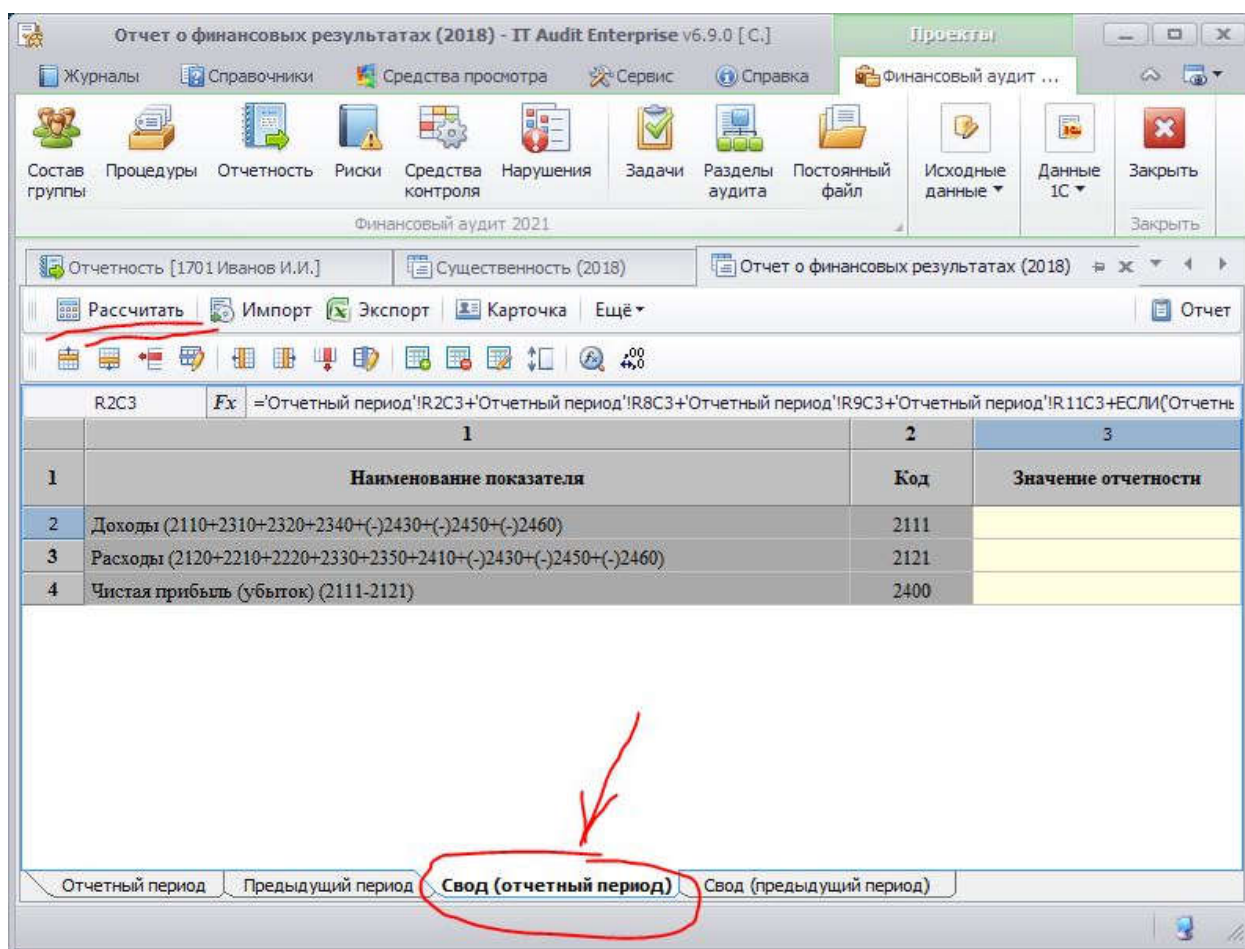 Отчет о финансовых результатах (2018) - IT Audit Enterprise v6.9.0 [ C.] Проекты
Журналы Справочники Средства просмотра Сервис Справка Финансовый аудит ...
Состав группы Процедуры Отчетность Риски Средства контроля Нарушения Задачи Разделы аудита Постоянный файл Исходные данные Данные 1С Закрыть
Финансовый аудит 2021 Закрыть
Отчетность [1701 Иванов И.И.] Существенность (2018) Отчет о финансовых результатах (2018)
Рассчитать Импорт Экспорт Карточка Ещё Отчет
R2C3 Fx ='Отчетный период'!R2C3+'Отчетный период'!R8C3+'Отчетный период'!R9C3+'Отчетный период'!R11C3+ЕСЛИ('Отчетны
1 2 3
1 Наименование показателя Код Значение отчетности
2 Доходы (2110+2310+2320+2340+(-)2430+(-)2450+(-)2460) 2111
3 Расходы (2120+2210+2220+2330+2350+2410+(-)2430+(-)2450+(-)2460) 2121
4 Чистая прибыль (убыток) (2111-2121) 2400
Отчетный период Предыдущий период Свод (отчетный период) Свод (предыдущий период)